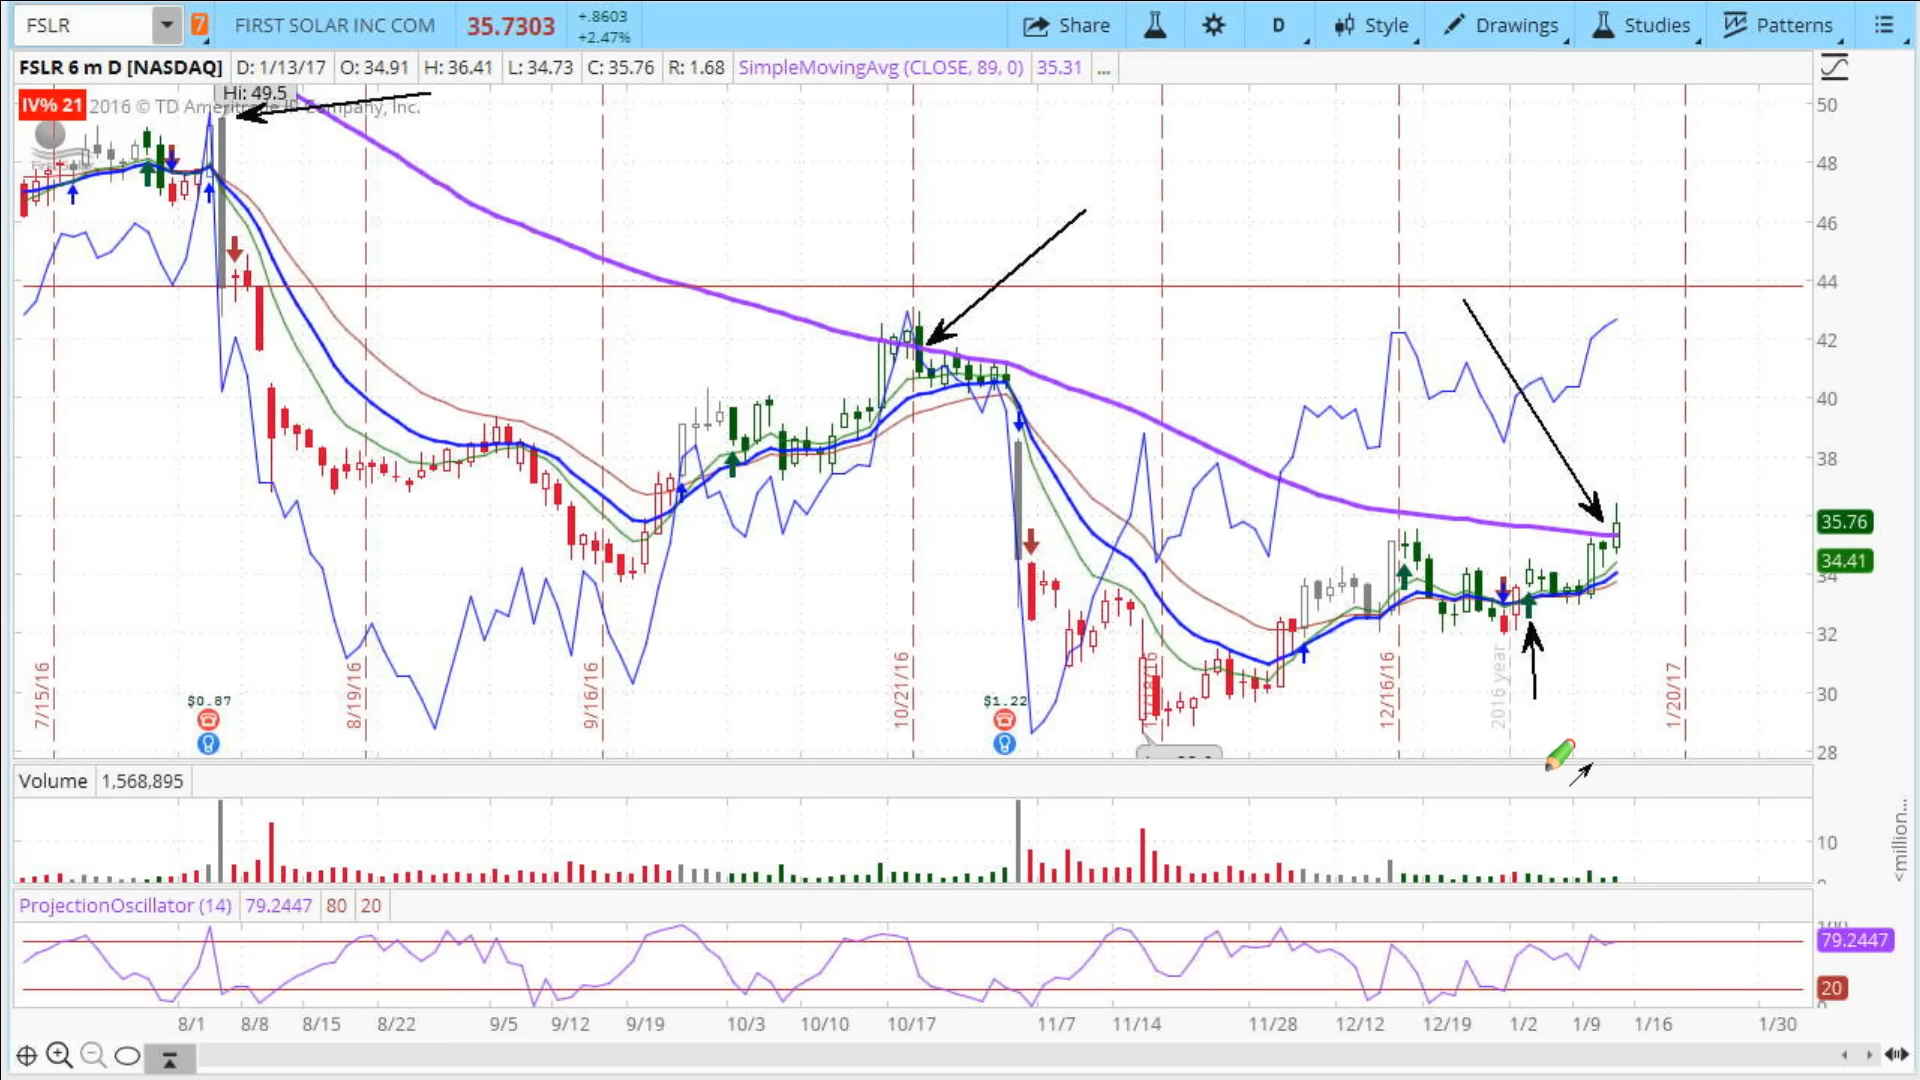 FSLR 7 FIRST SOLAR INC COM 35.7303 +.8603 +2.47% Share D Style Drawings Studies Patterns
FSLR 6 m D [NASDAQ] D: 1/13/17 O: 34.91 H: 36.41 L: 34.73 C: 35.76 R: 1.68 SimpleMovingAvg (CLOSE, 89, 0) 35.31 ...
Hi: 49.5
IV% 21 2016 © TD Ameritrade IP Company, Inc.
50
48
46
44
42
40
38
35.76
34.41
34
32
30
28
7/15/16 8/19/16 9/16/16 10/21/16 11/18/16 12/16/16 2016 year 1/20/17
$0.87 $1.22
Volume 1,568,895
10
<million...
ProjectionOscillator (14) 79.2447 80 20
100
79.2447
20
8/1 8/8 8/15 8/22 9/5 9/12 9/19 10/3 10/10 10/17 11/7 11/14 11/28 12/12 12/19 1/2 1/9 1/16 1/30